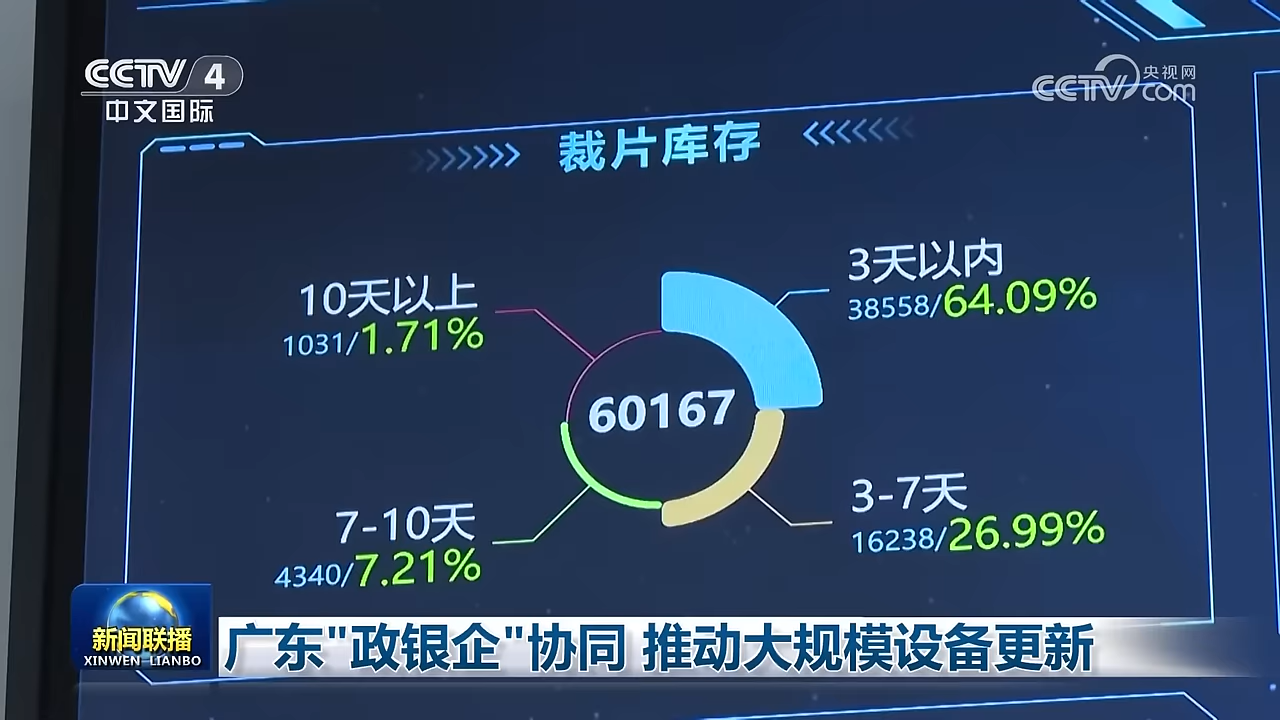 CCTV 4
中文国际
央视网
CCTV.com
裁片库存
10天以上
1031/1.71%
3天以内
38558/64.09%
60167
7-10天
4340/7.21%
3-7天
16238/26.99%
新闻联播
XINWEN LIANBO
广东"政银企"协同 推动大规模设备更新